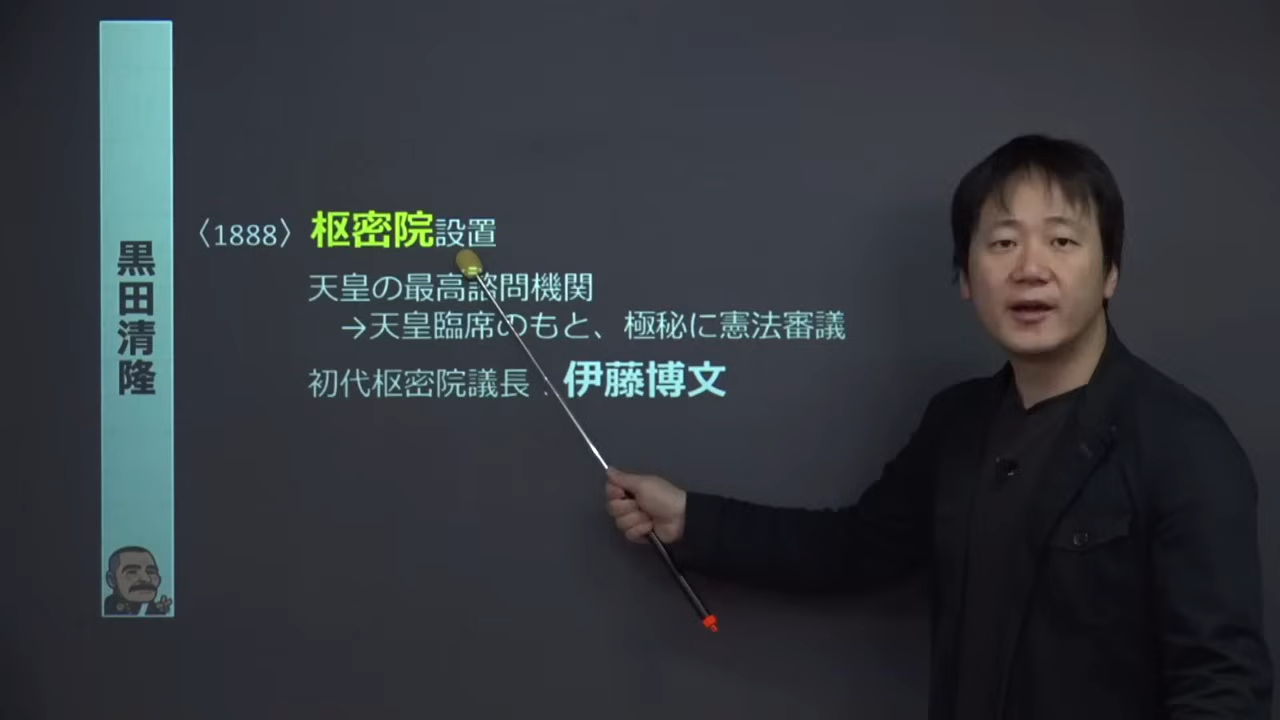 黒田清隆
〈1888〉枢密院設置
天皇の最高諮問機関
→天皇臨席のもと、極秘に憲法審議
初代枢密院議長：伊藤博文